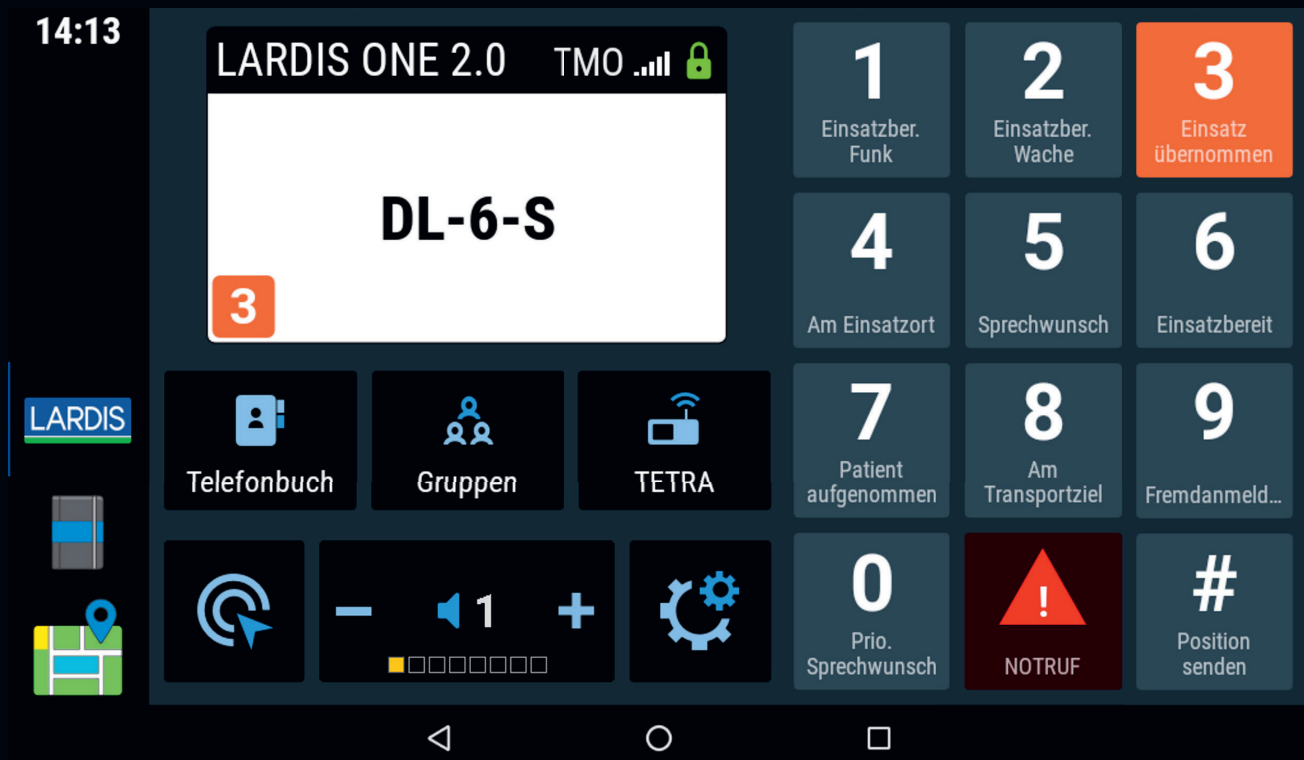 14:13
LARDIS ONE 2.0 TMO
DL-6-S
3
LARDIS
Telefonbuch
Gruppen
TETRA
− 1 +
1
Einsatzber.
Funk
2
Einsatzber.
Wache
3
Einsatz
übernommen
4
Am Einsatzort
5
Sprechwunsch
6
Einsatzbereit
7
Patient
aufgenommen
8
Am
Transportziel
9
Fremdanmeld…
0
Prio.
Sprechwunsch
!
NOTRUF
#
Position
senden